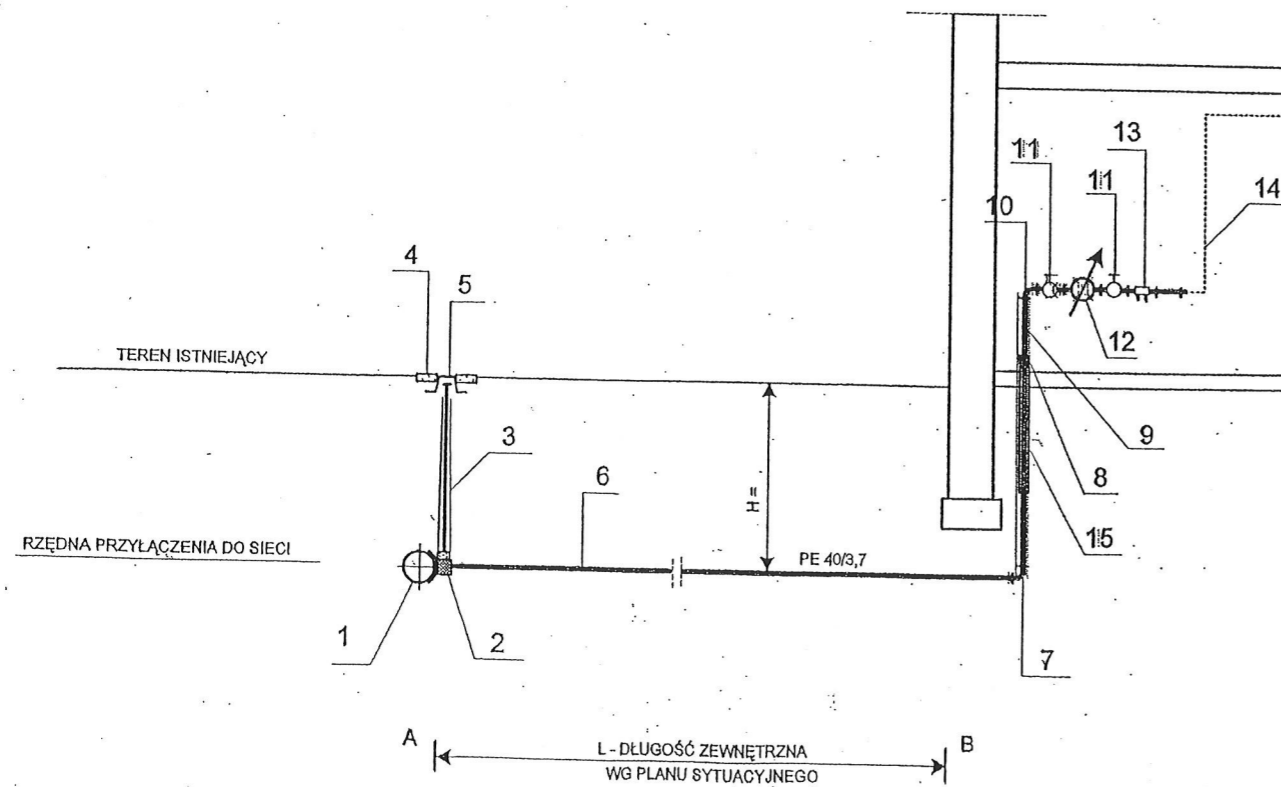 13
11
11
10
14
4
5
12
TEREN ISTNIEJĄCY
3
9
6
8
H =
15
RZĘDNA PRZYŁĄCZENIA DO SIECI
PE 40/3,7
1
2
7
A
B
L - DŁUGOŚĆ ZEWNĘTRZNA
WG PLANU SYTUACYJNEGO